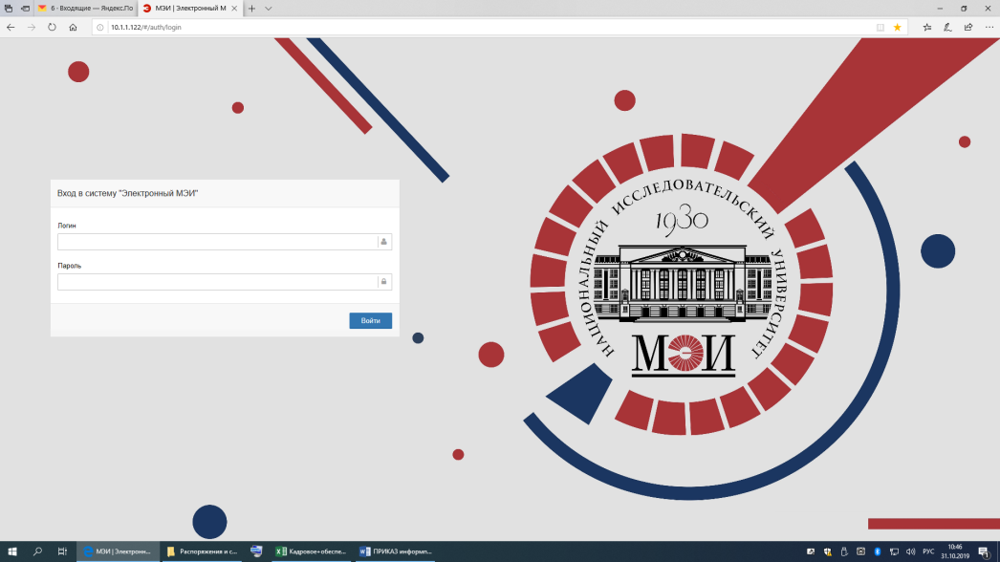 6 - Входящие — Яндекс.По
МЭИ | Электронный М
10.1.1.122/#/auth/login
Вход в систему "Электронный МЭИ"
Логин
Пароль
Войти
НАЦИОНАЛЬНЫЙ ИССЛЕДОВАТЕЛЬСКИЙ УНИВЕРСИТЕТ
1930
МЭИ
МЭИ | Электронн...
Распоряжения и с...
Кадровое+обеспе...
ПРИКАЗ информп...
РУС
10:46
31.10.2019